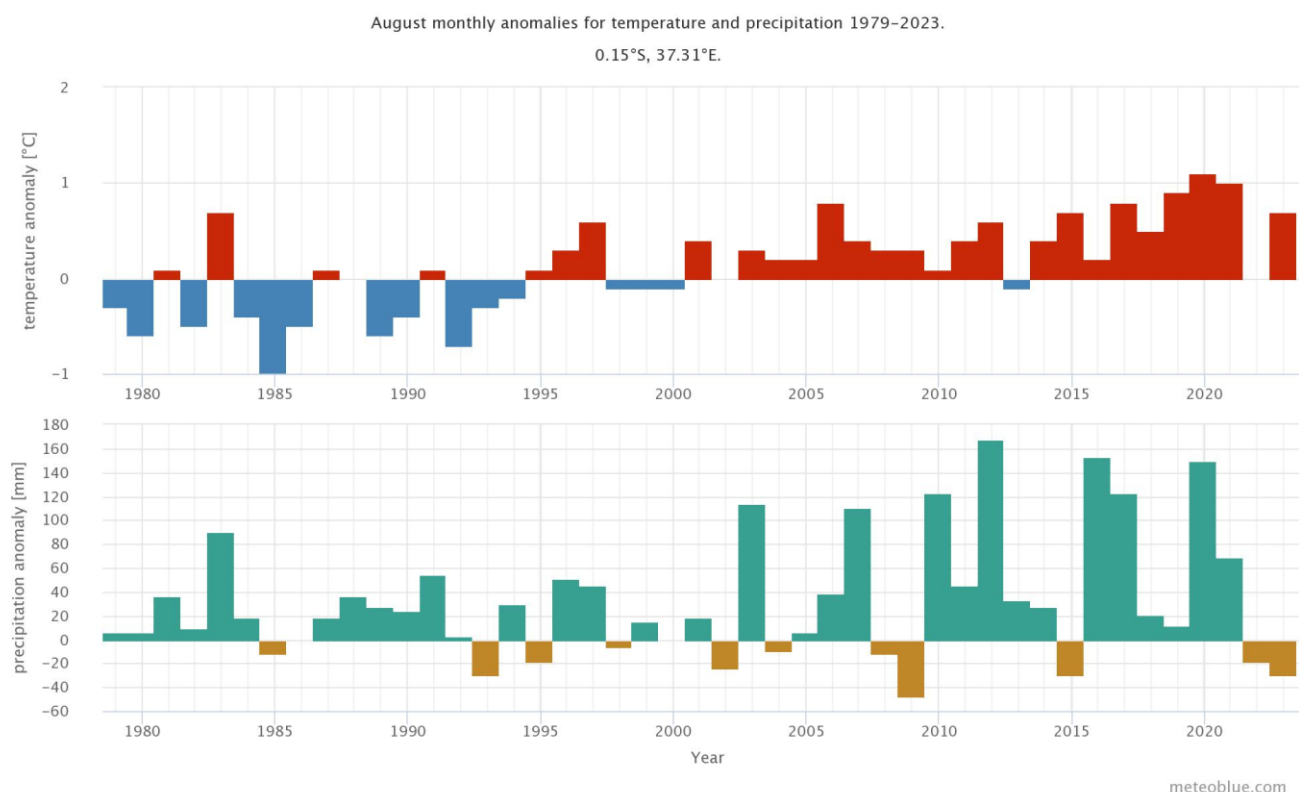 August monthly anomalies for temperature and precipitation 1979–2023.
0.15°S, 37.31°E.
temperature anomaly [°C]
2
1
0
−1
1980 1985 1990 1995 2000 2005 2010 2015 2020
precipitation anomaly [mm]
180
160
140
120
100
80
60
40
20
0
−20
−40
−60
1980 1985 1990 1995 2000 2005 2010 2015 2020
Year
meteoblue.com